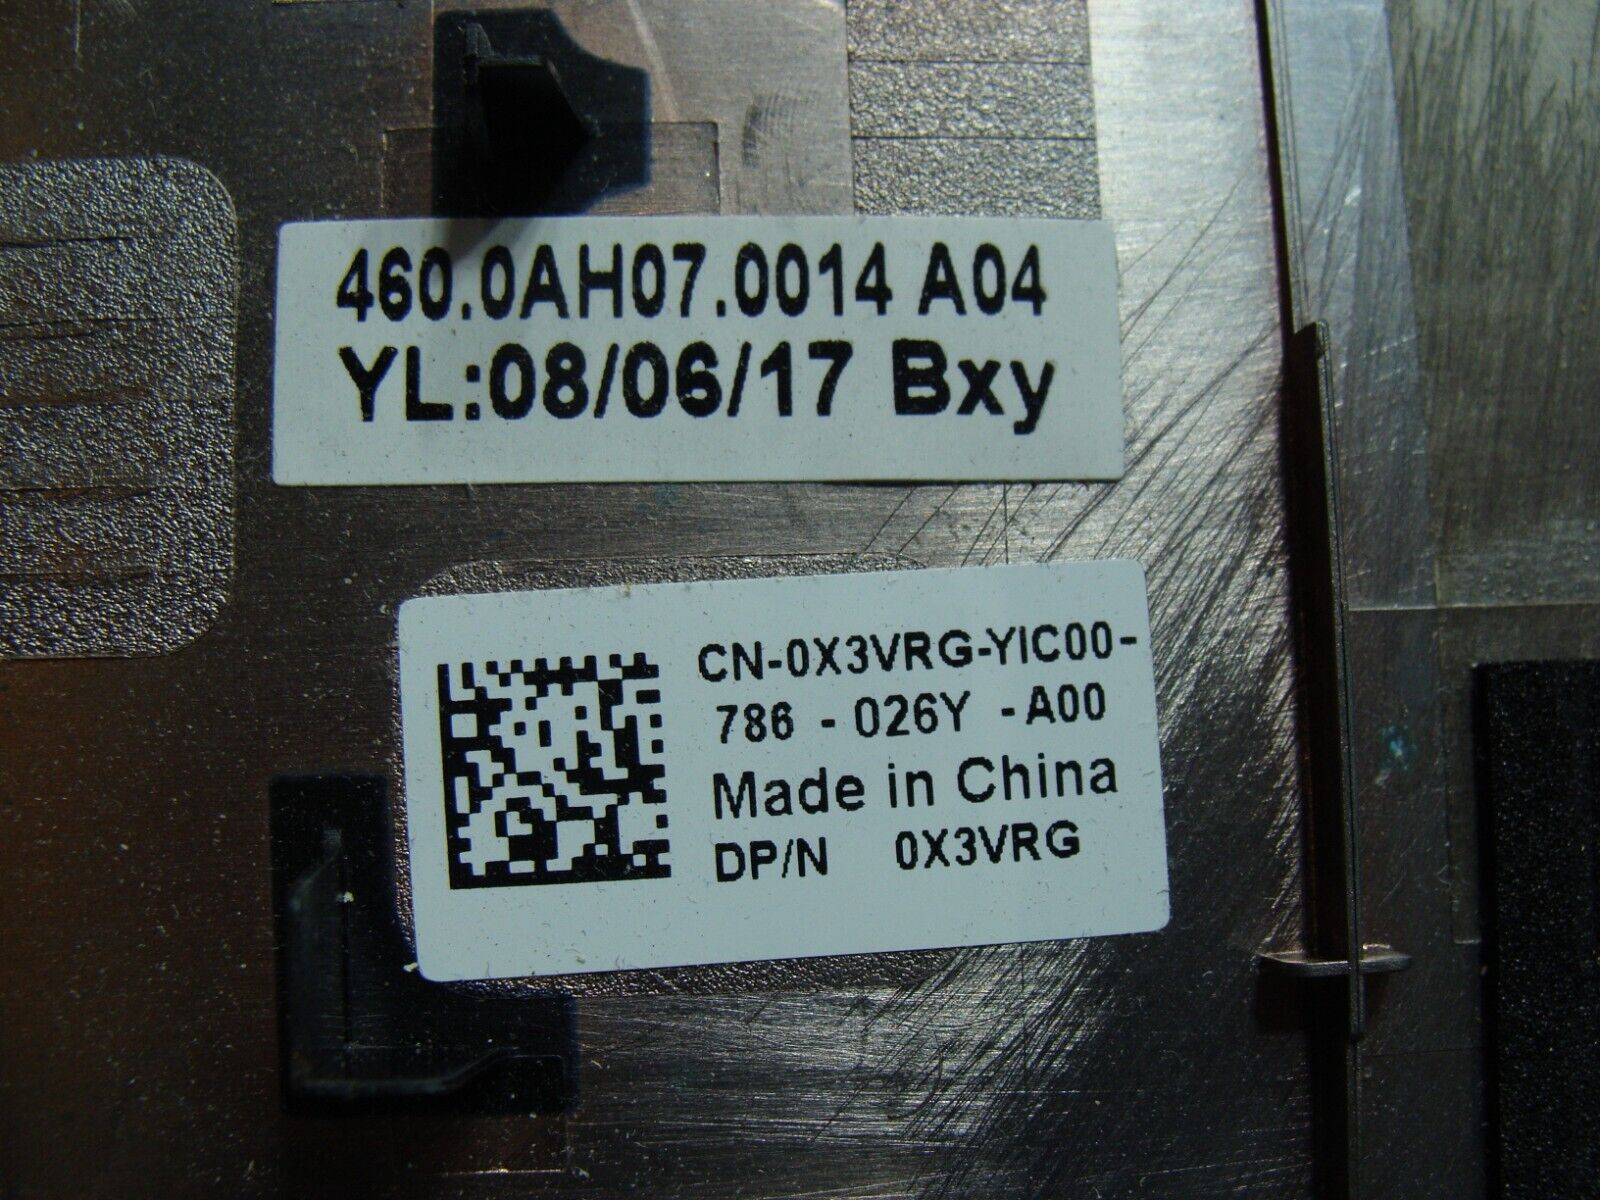 460.0AH07.0014 A04
YL:08/06/17 Bxy
CN-0X3VRG-YIC00-
786 - 026Y - A00
Made in China
DP/N 0X3VRG